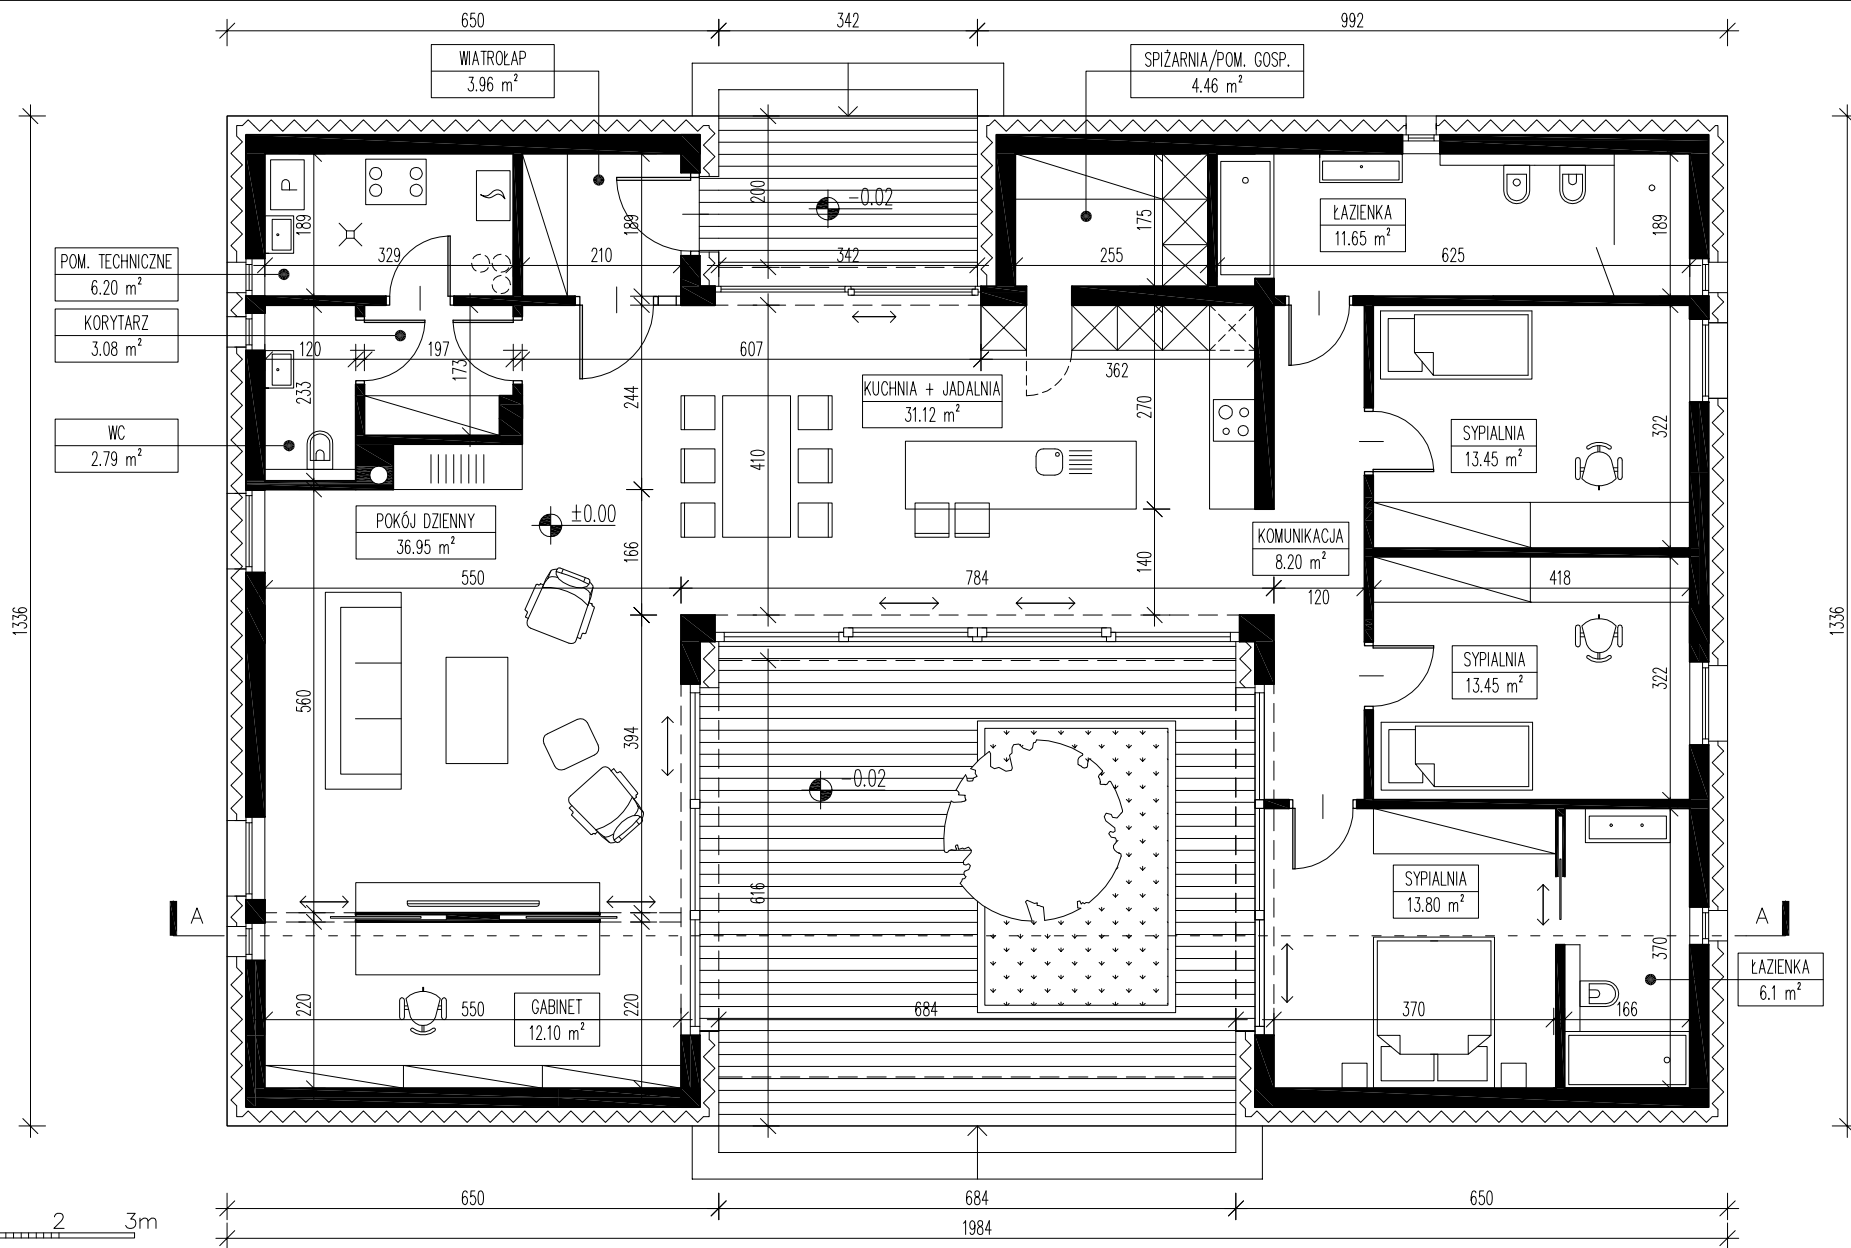 650
342
992
WIATROŁAP
3.96 m²
SPIŻARNIA/POM. GOSP.
4.46 m²
P
189
329
189
210
200
-0.02
342
175
255
ŁAZIENKA
11.65 m²
189
625
POM. TECHNICZNE
6.20 m²
KORYTARZ
3.08 m²
WC
2.79 m²
120
197
173
233
244
607
362
KUCHNIA + JADALNIA
31.12 m²
270
410
SYPIALNIA
13.45 m²
322
1336
1336
POKÓJ DZIENNY
36.95 m²
±0.00
166
140
KOMUNIKACJA
8.20 m²
550
784
120
418
SYPIALNIA
13.45 m²
322
560
394
-0.02
616
SYPIALNIA
13.80 m²
370
A
A
ŁAZIENKA
6.1 m²
220
550
GABINET
12.10 m²
220
684
370
166
650
684
650
1984
2
3m